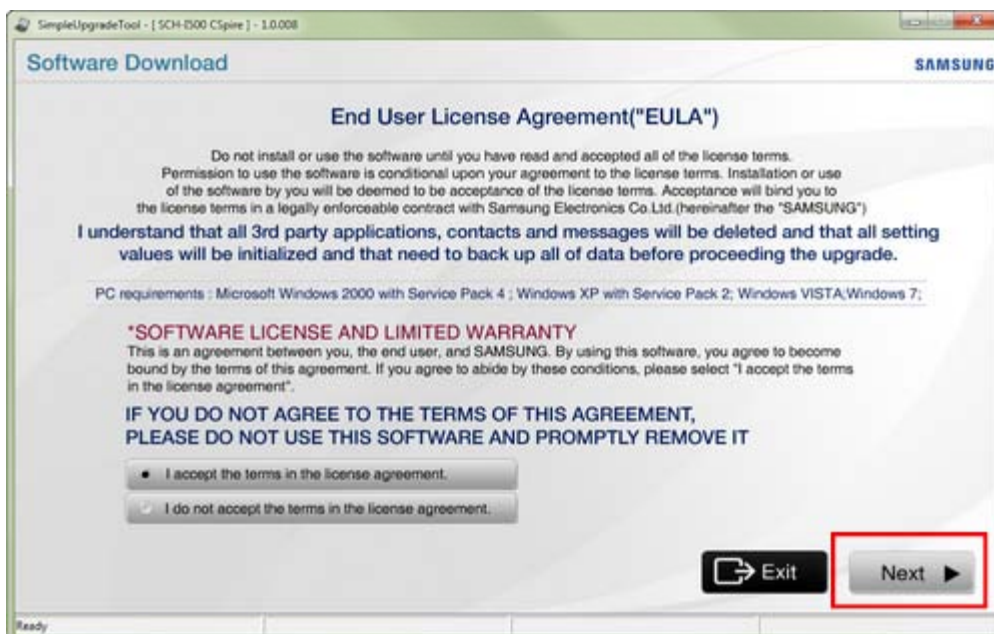 SimpleUpgradeTool - [ SCH-I500 CSpire ] - 1.0.008
Software Download
SAMSUNG
End User License Agreement("EULA")
Do not install or use the software until you have read and accepted all of the license terms.
Permission to use the software is conditional upon your agreement to the license terms. Installation or use
of the software by you will be deemed to be acceptance of the license terms. Acceptance will bind you to
the license terms in a legally enforceable contract with Samsung Electronics Co.Ltd.(hereinafter the "SAMSUNG")
I understand that all 3rd party applications, contacts and messages will be deleted and that all setting
values will be initialized and that need to back up all of data before proceeding the upgrade.
PC requirements : Microsoft Windows 2000 with Service Pack 4 ; Windows XP with Service Pack 2; Windows VISTA;Windows 7;
*SOFTWARE LICENSE AND LIMITED WARRANTY
This is an agreement between you, the end user, and SAMSUNG. By using this software, you agree to become
bound by the terms of this agreement. If you agree to abide by these conditions, please select "I accept the terms
in the license agreement".
IF YOU DO NOT AGREE TO THE TERMS OF THIS AGREEMENT,
PLEASE DO NOT USE THIS SOFTWARE AND PROMPTLY REMOVE IT
I accept the terms in the license agreement.
I do not accept the terms in the license agreement.
Exit
Next
Ready